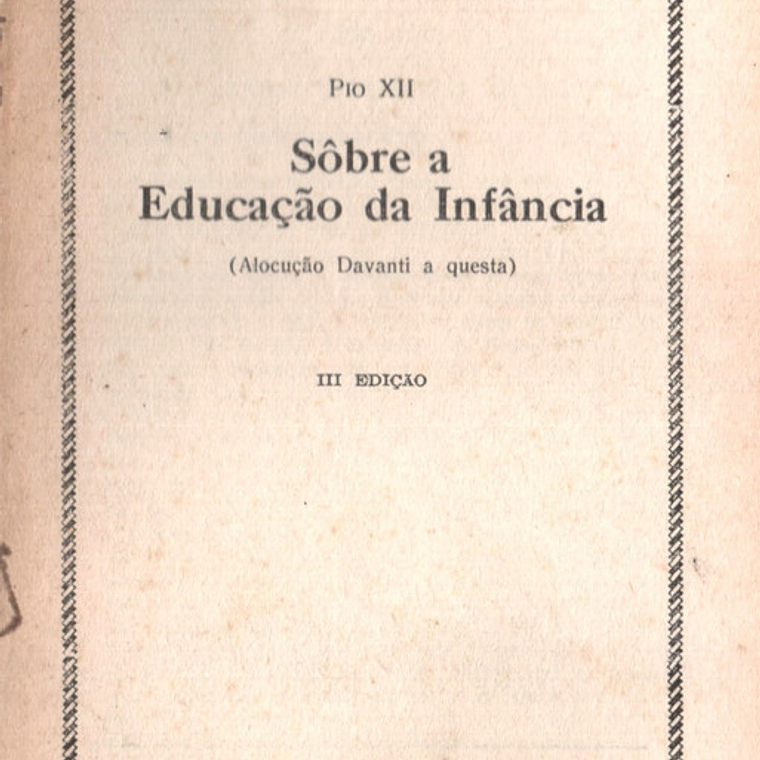 Pio XII
Sôbre a
Educação da Infância
(Alocução Davanti a questa)
III EDIÇÃO